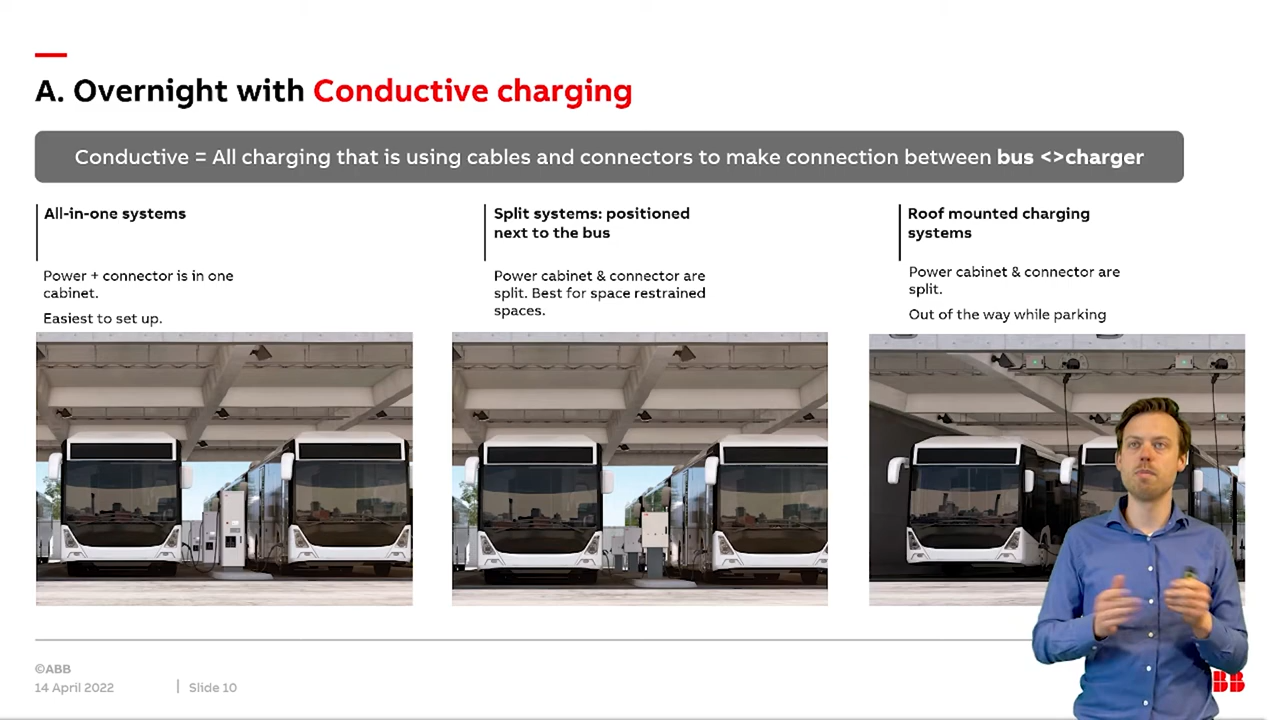 A. Overnight with Conductive charging
Conductive = All charging that is using cables and connectors to make connection between bus <>charger
All-in-one systems
Power + connector is in one
cabinet.
Easiest to set up.
Split systems: positioned
next to the bus
Power cabinet & connector are
split. Best for space restrained
spaces.
Roof mounted charging
systems
Power cabinet & connector are
split.
Out of the way while parking
©ABB
14 April 2022
Slide 10
BB